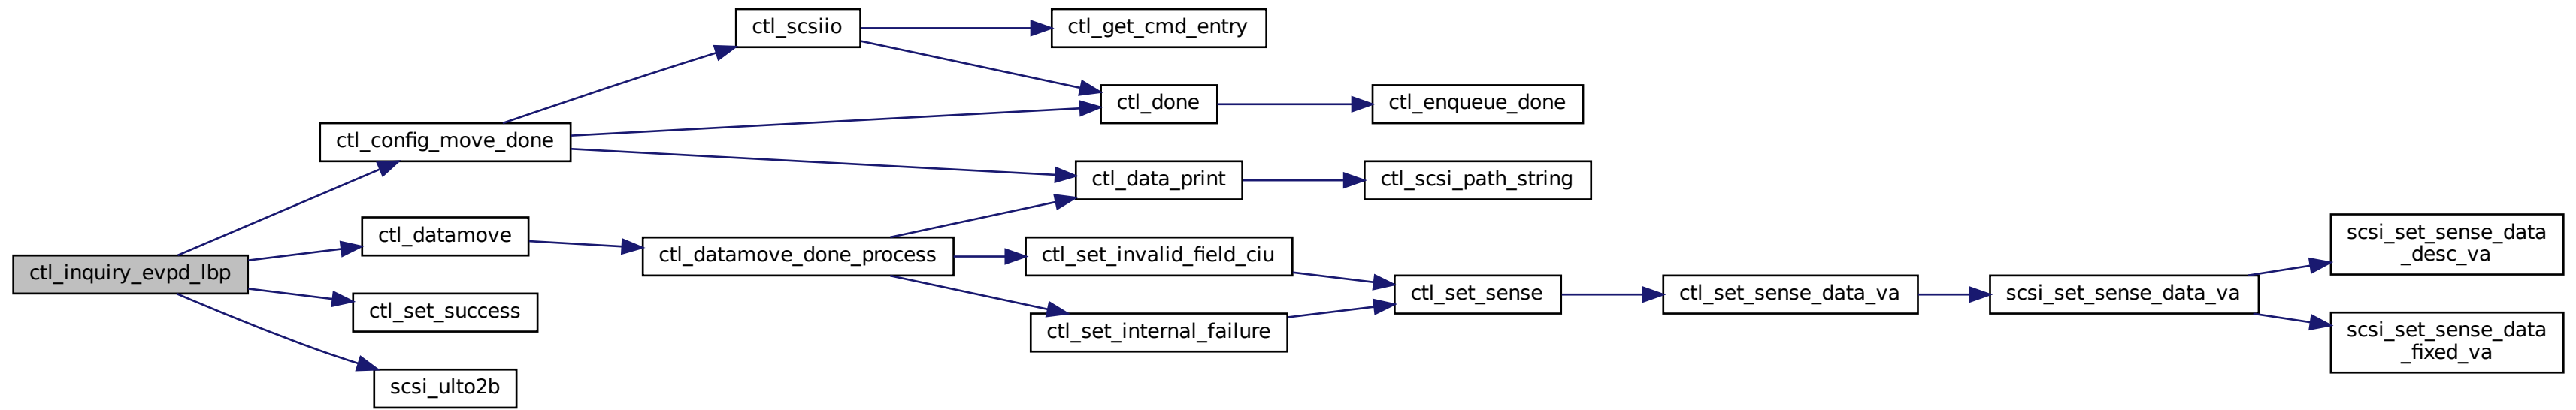 ctl_inquiry_evpd_lbp
ctl_config_move_done
ctl_datamove
ctl_set_success
scsi_ulto2b
ctl_scsiio
ctl_datamove_done_process
ctl_get_cmd_entry
ctl_done
ctl_data_print
ctl_set_invalid_field_ciu
ctl_set_internal_failure
ctl_enqueue_done
ctl_scsi_path_string
ctl_set_sense
ctl_set_sense_data_va
scsi_set_sense_data_va
scsi_set_sense_data
_desc_va
scsi_set_sense_data
_fixed_va